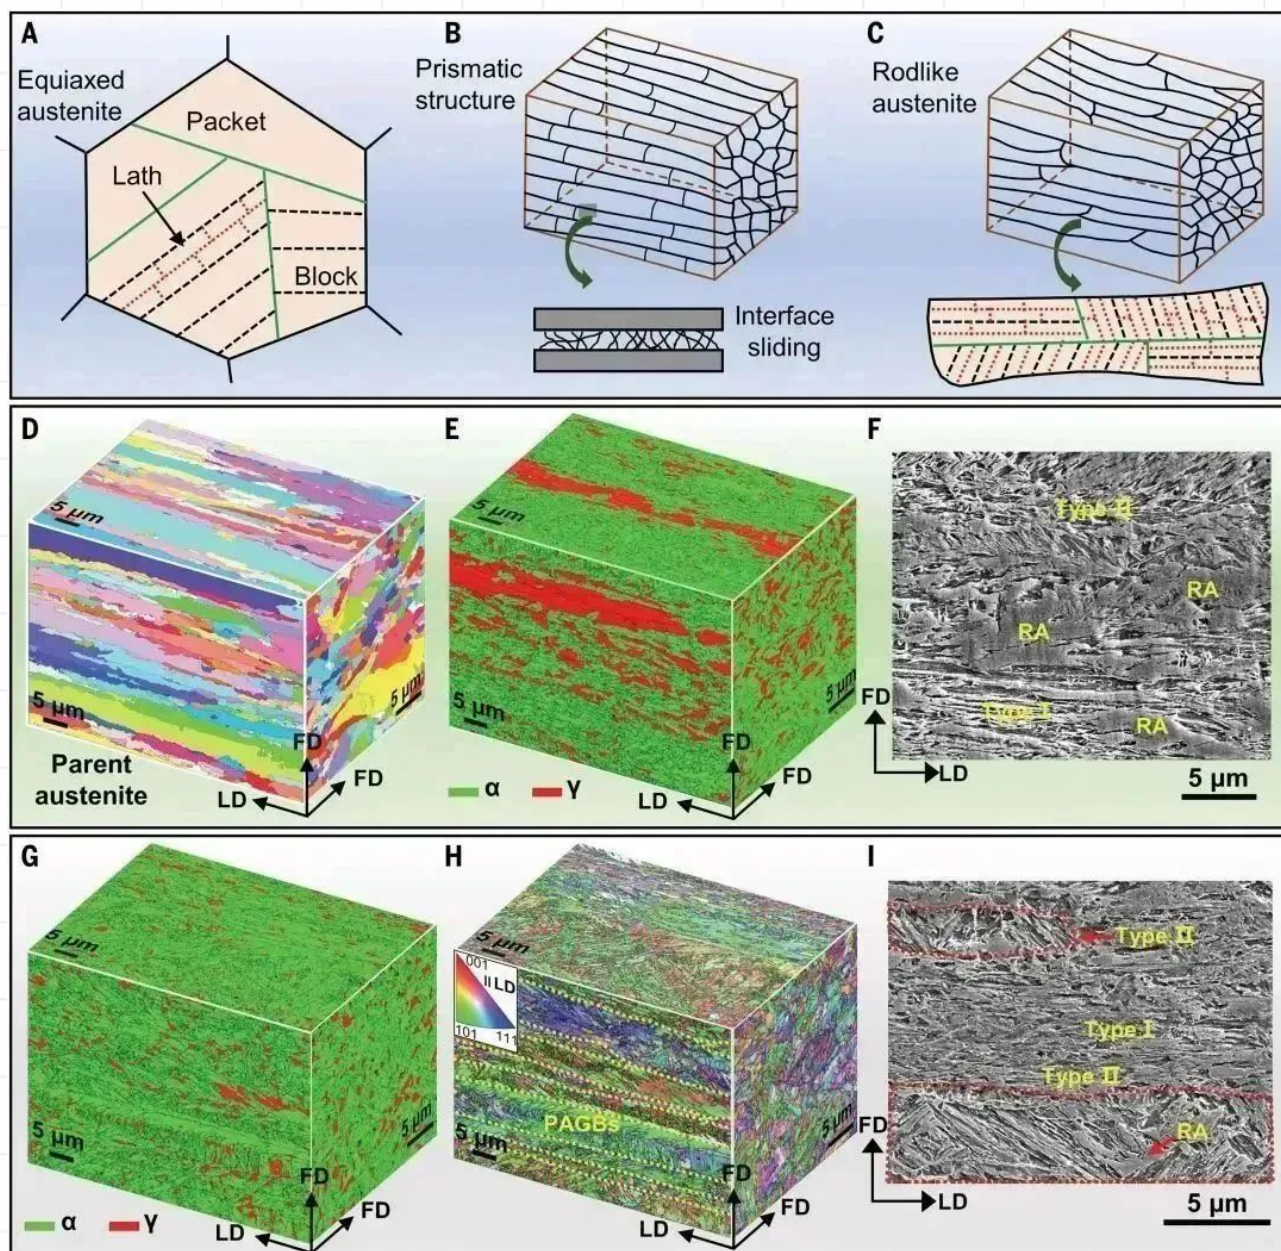 A
Equiaxed
austenite
Packet
Lath
Block
B
Prismatic
structure
Interface
sliding
C
Rodlike
austenite
D
5 μm
5 μm
5 μm
Parent
austenite
FD
FD
LD
E
5 μm
5 μm
5 μm
FD
FD
LD
α
γ
F
Type II
RA
RA
Type I
RA
FD
LD
5 μm
G
5 μm
5 μm
5 μm
FD
FD
LD
α
γ
H
5 μm
001
II LD
101
111
PAGBs
5 μm
5 μm
FD
FD
LD
I
Type II
Type I
Type II
RA
FD
LD
5 μm